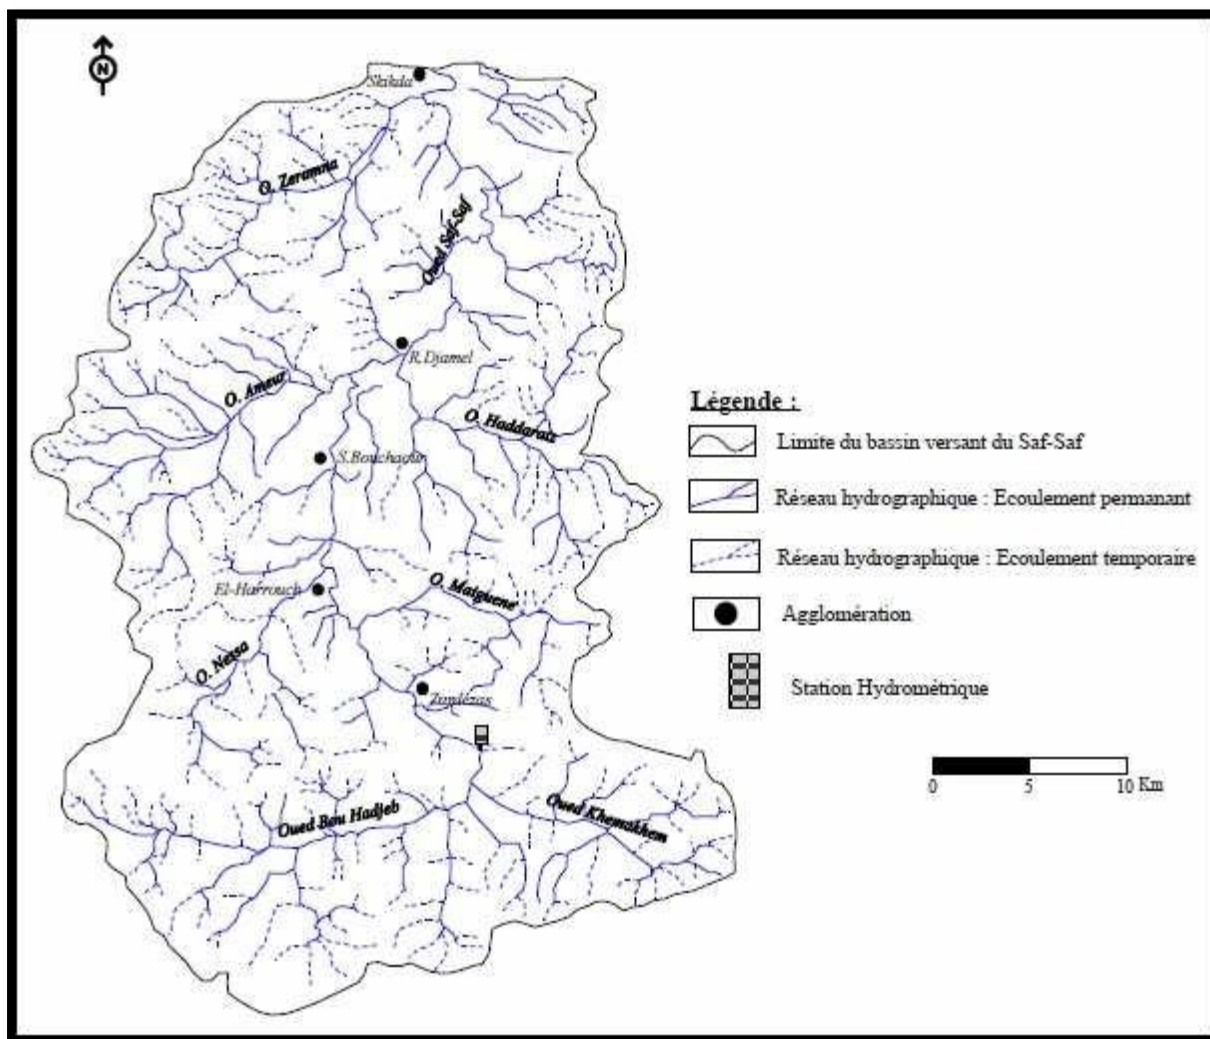 N
Skikda
O. Zeramna
Oued Saf-Saf
R.Djamel
O. Ameur
O. Haddaratz
S.Bouchaour
El-Harrouch
O. Maiguene
O. Nessa
Zardézas
Oued Bou Hadjeb
Oued Khemakhem
Légende :
Limite du bassin versant du Saf-Saf
Réseau hydrographique : Ecoulement permanant
Réseau hydrographique : Ecoulement temporaire
Agglomération
Station Hydrométrique
0 5 10 Km